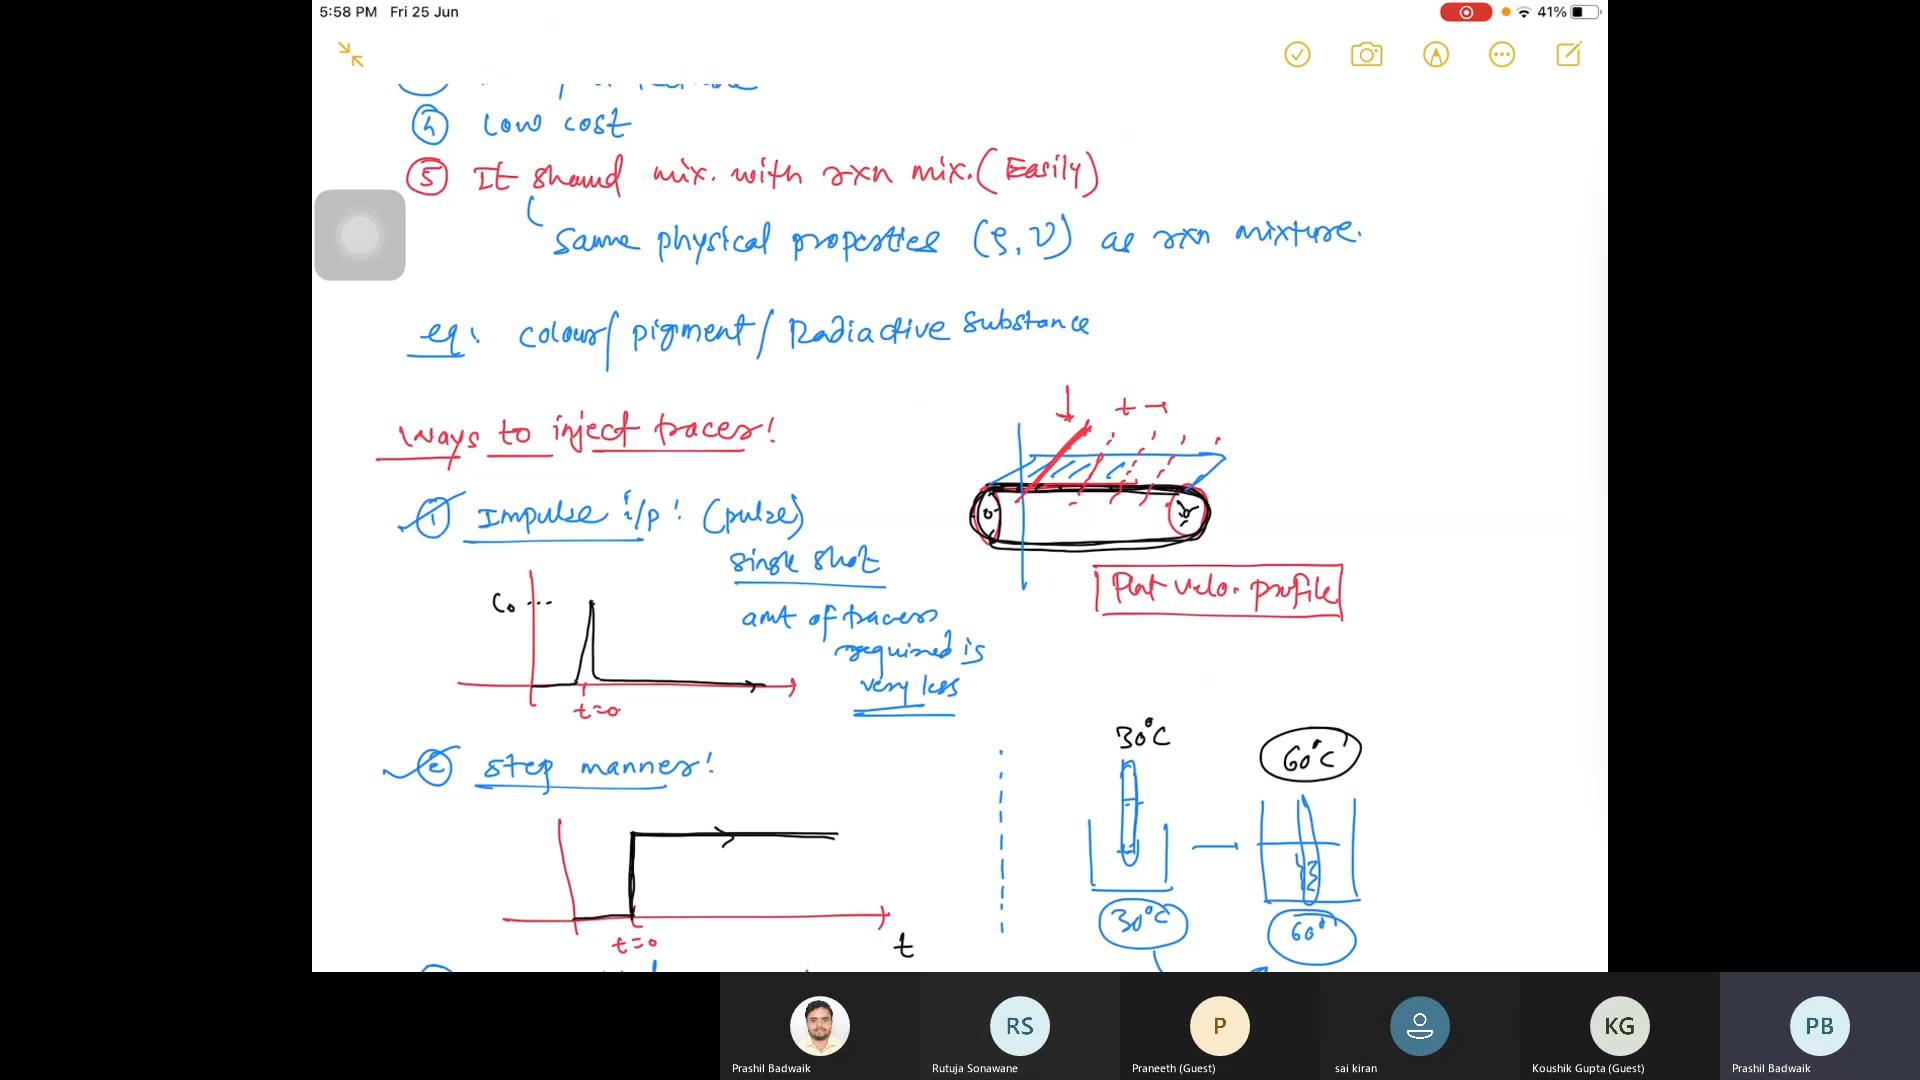 5:58 PM Fri 25 Jun
41%
④ Low cost
⑤ It should mix. with rxn mix. (Easily)
Same physical properties (ρ, ν) as rxn mixture.
eg: colour/ pigment/ Radiactive substance
Ways to inject tracer!
t →
① Impulse i/p! (pulse)
single shot
Flat velo. profile
C₀
amt of tracer
required is
very less
t=0
30°C
60°C
② step manner!
30°C
60°
t=0
t
RS
P
KG
PB
Prashil Badwaik
Rutuja Sonawane
Praneeth (Guest)
sai kiran
Koushik Gupta (Guest)
Prashil Badwaik